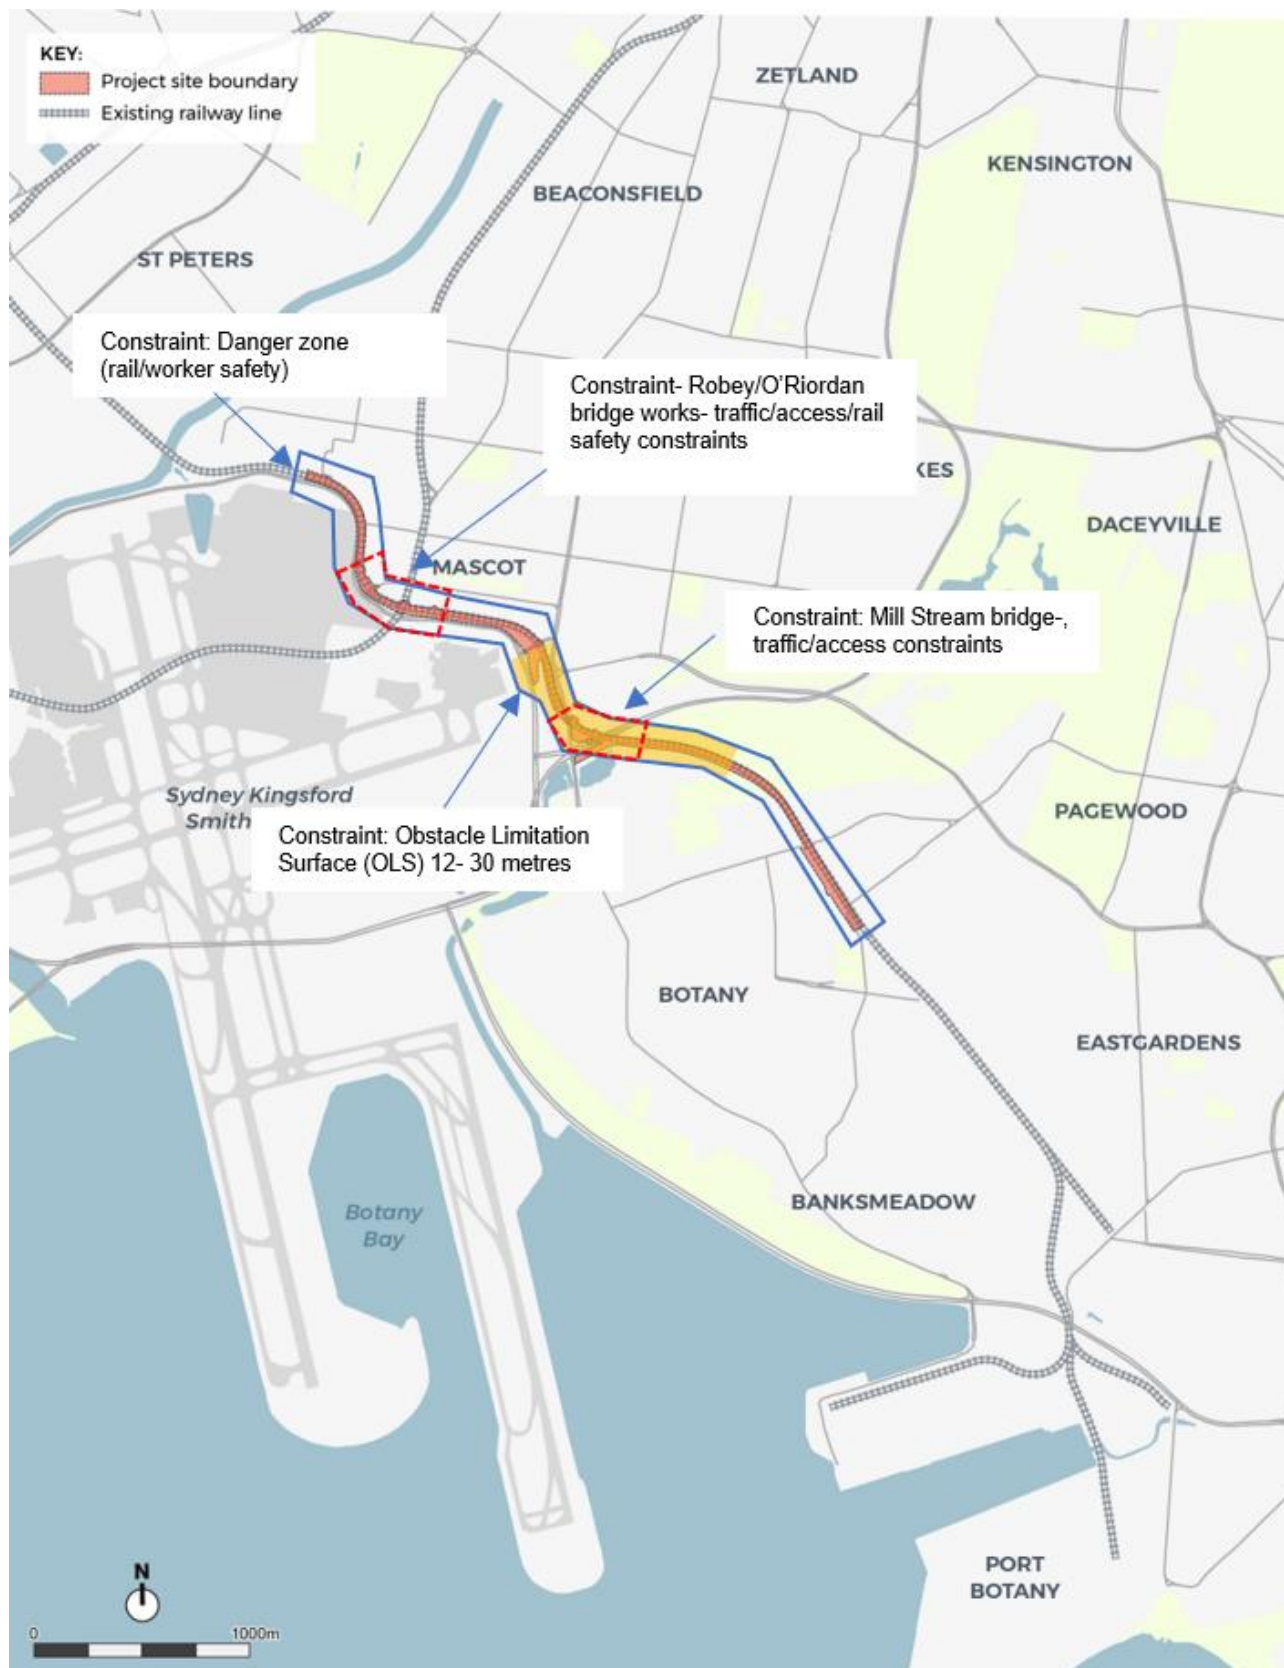 KEY:
Project site boundary
Existing railway line
ZETLAND
KENSINGTON
BEACONSFIELD
ST PETERS
Constraint: Danger zone
(rail/worker safety)
Constraint- Robey/O'Riordan
bridge works- traffic/access/rail
safety constraints
KES
DACEYVILLE
MASCOT
Constraint: Mill Stream bridge-,
traffic/access constraints
Sydney Kingsford
Smith
PAGEWOOD
Constraint: Obstacle Limitation
Surface (OLS) 12- 30 metres
BOTANY
EASTGARDENS
BANKSMEADOW
Botany
Bay
PORT
BOTANY
N
0 1000m